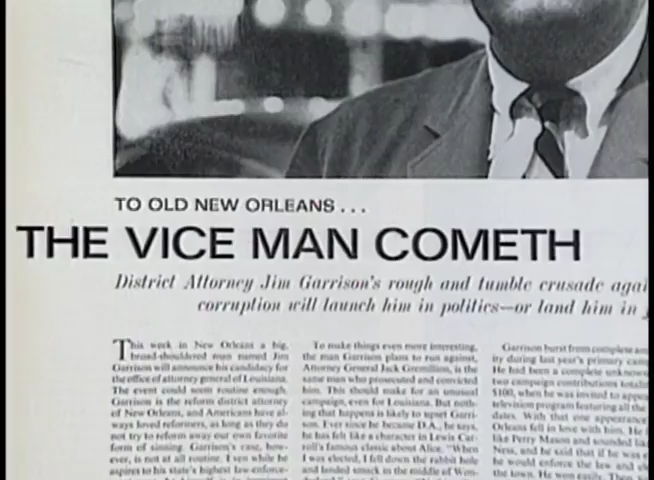 TO OLD NEW ORLEANS . . .
THE VICE MAN COMETH
District Attorney Jim Garrison's rough and tumble crusade agai
corruption will launch him in politics—or land him in
This week in New Orleans a big,
broad-shouldered man named Jim
Garrison will announce his candidacy for
the office of attorney general of Louisiana.
The event could seem routine enough.
Garrison is the reform district attorney
of New Orleans, and Americans have al-
ways loved reformers, as long as they do
not try to reform away our own favorite
form of sinning. Garrison's case, how-
ever, is not at all routine. Even while he
aspires to his state's highest law-enforce-
To make things even more interesting,
the man Garrison plans to run against,
Attorney General Jack Gremillion, is the
same man who prosecuted and convicted
him. This should make for an unusual
campaign, even for Louisiana. But noth-
ing that happens is likely to upset Garri-
son. Ever since he became D.A., he says,
he has felt like a character in Lewis Car-
roll's famous classic about Alice. "When
I was elected, I fell down the rabbit hole
and landed smack in the middle of Won-
Garrison burst from complete
ity during last year's primary
He had been a complete
two campaign contributions
$100, when he was invited to
television program featuring all the
dates. With that one appearance
Orleans fell in love with him. He
like Perry Mason and sounded
Ness, and he said that if he was
he would enforce the law and
the town. He won easily. Then